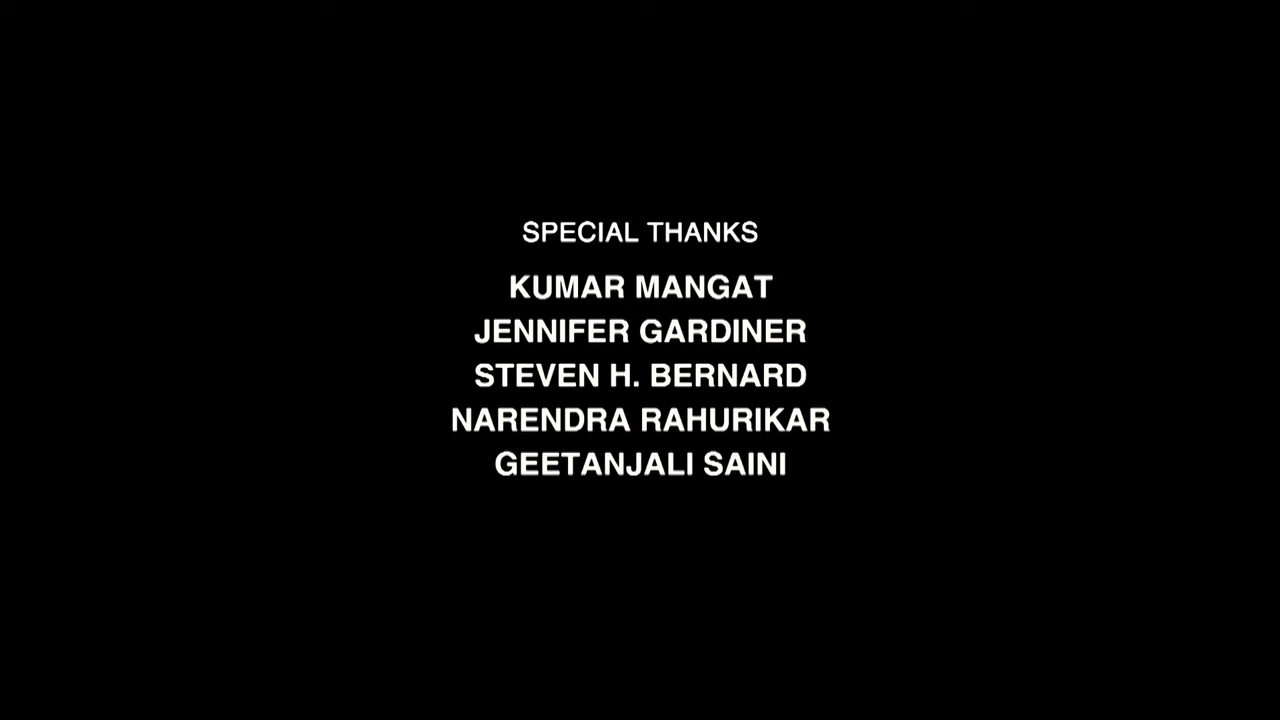 SPECIAL THANKS
KUMAR MANGAT
JENNIFER GARDINER
STEVEN H. BERNARD
NARENDRA RAHURIKAR
GEETANJALI SAINI